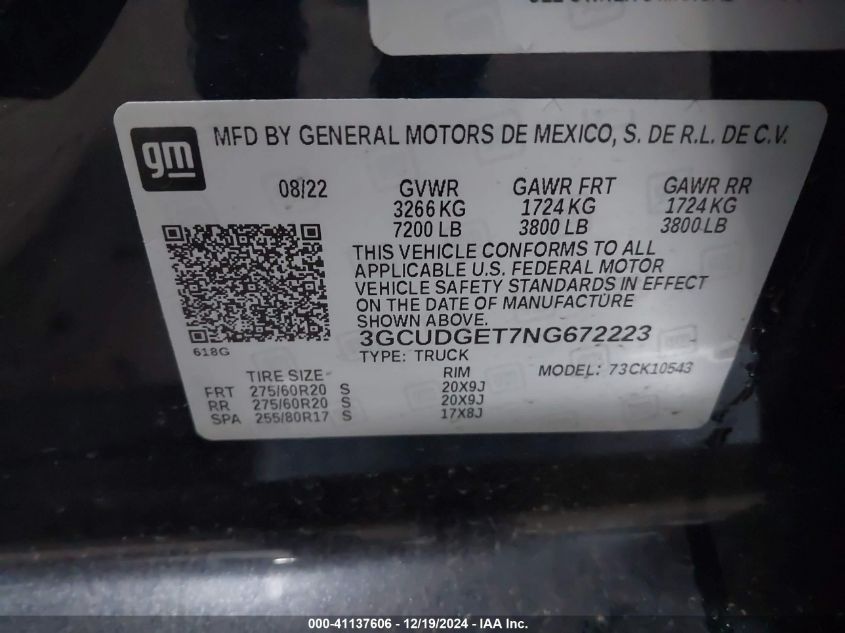 gm
MFD BY GENERAL MOTORS DE MEXICO, S. DE R.L. DE C.V.
08/22 GVWR GAWR FRT GAWR RR
3266 KG 1724 KG 1724 KG
7200 LB 3800 LB 3800 LB
THIS VEHICLE CONFORMS TO ALL
APPLICABLE U.S. FEDERAL MOTOR
VEHICLE SAFETY STANDARDS IN EFFECT
ON THE DATE OF MANUFACTURE
SHOWN ABOVE.
3GCUDGET7NG672223
618G
TYPE: TRUCK
TIRE SIZE RIM MODEL: 73CK10543
FRT 275/60R20 S 20X9J
RR 275/60R20 S 20X9J
SPA 255/80R17 S 17X8J
000-41137606 - 12/19/2024 - IAA Inc.